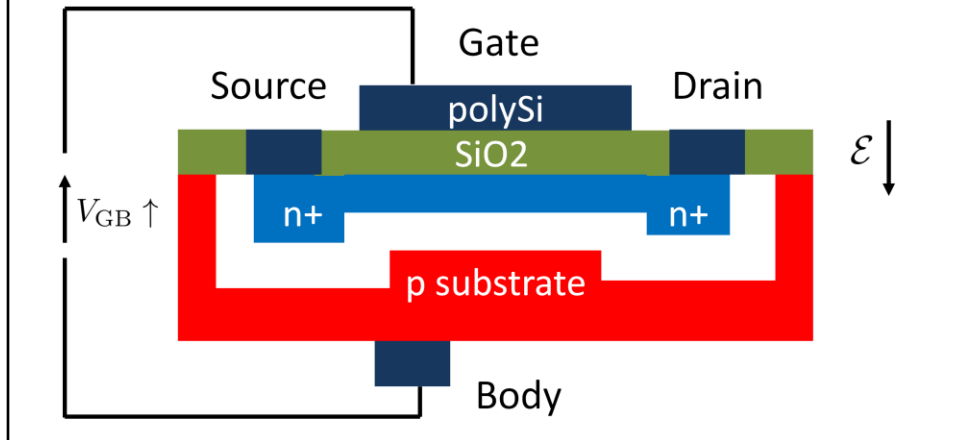 Gate
Source
Drain
polySi
SiO2
ℰ
V_GB ↑
n+
n+
p substrate
Body